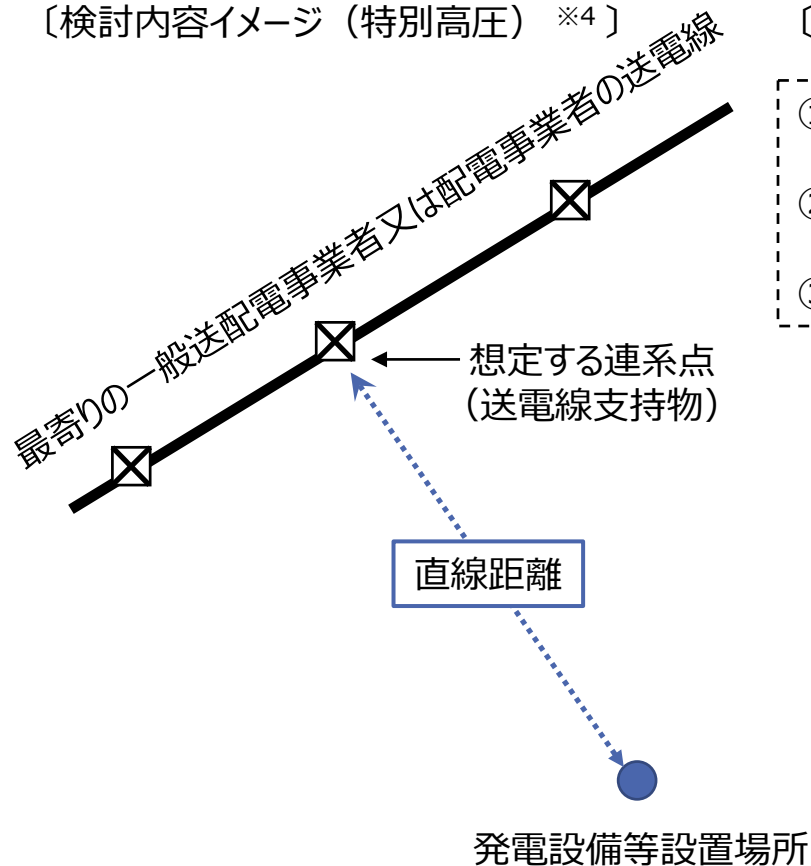 〔検討内容イメージ（特別高圧） ※4 〕
〔
最寄りの一般送配電事業者又は配電事業者の送電線
想定する連系点
（送電線支持物）
直線距離
発電設備等設置場所